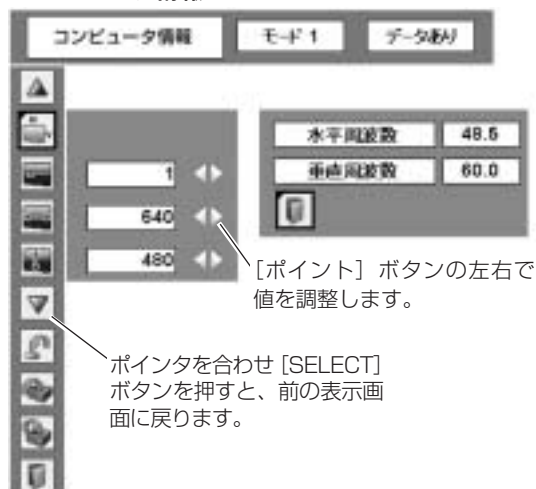 コンピュータ情報 モード 1 データあり
水平周波数 48.5
垂直周波数 60.0
1
640
480
［ポイント］ボタンの左右で
値を調整します。
ポインタを合わせ［SELECT］
ボタンを押すと、前の表示画
面に戻ります。